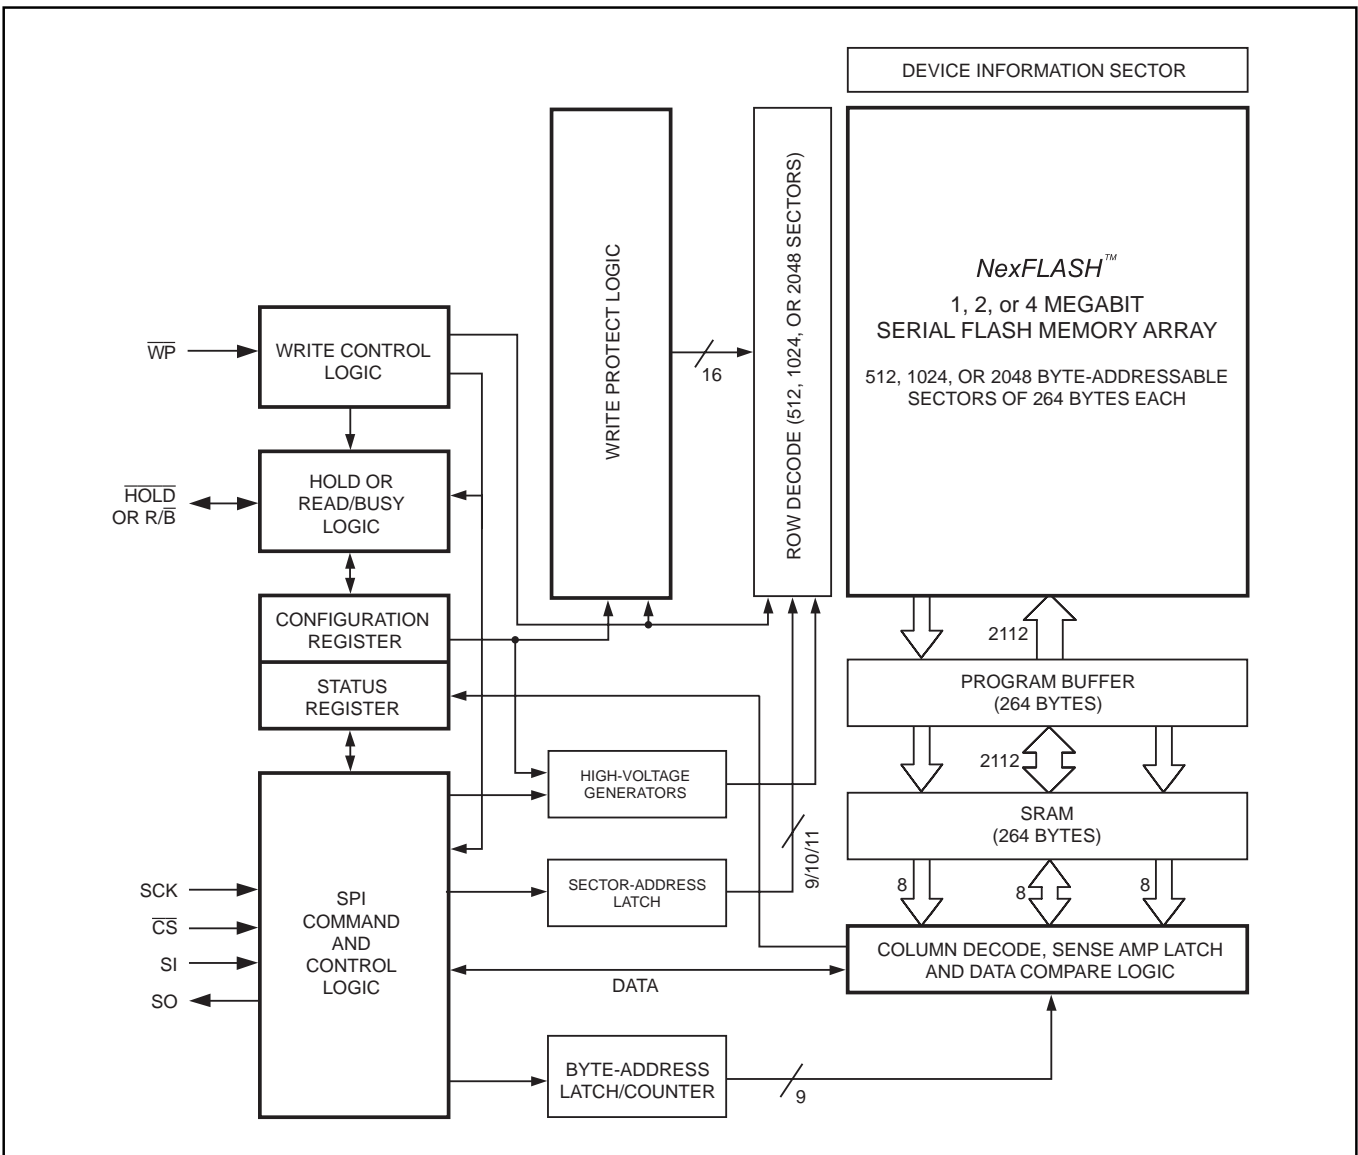 DEVICE INFORMATION SECTOR
WRITE PROTECT LOGIC
ROW DECODE (512, 1024, OR 2048 SECTORS)
NexFLASH™
1, 2, or 4 MEGABIT
SERIAL FLASH MEMORY ARRAY
512, 1024, OR 2048 BYTE-ADDRESSABLE
SECTORS OF 264 BYTES EACH
W̅P̅
WRITE CONTROL
LOGIC
16
H̅O̅L̅D̅
OR R/B̅
HOLD OR
READ/BUSY
LOGIC
CONFIGURATION
REGISTER
STATUS
REGISTER
2112
PROGRAM BUFFER
(264 BYTES)
2112
HIGH-VOLTAGE
GENERATORS
SRAM
(264 BYTES)
9/10/11
SCK
C̅S̅
SI
SO
SPI
COMMAND
AND
CONTROL
LOGIC
SECTOR-ADDRESS
LATCH
8
8
8
COLUMN DECODE, SENSE AMP LATCH
AND DATA COMPARE LOGIC
DATA
BYTE-ADDRESS
LATCH/COUNTER
9